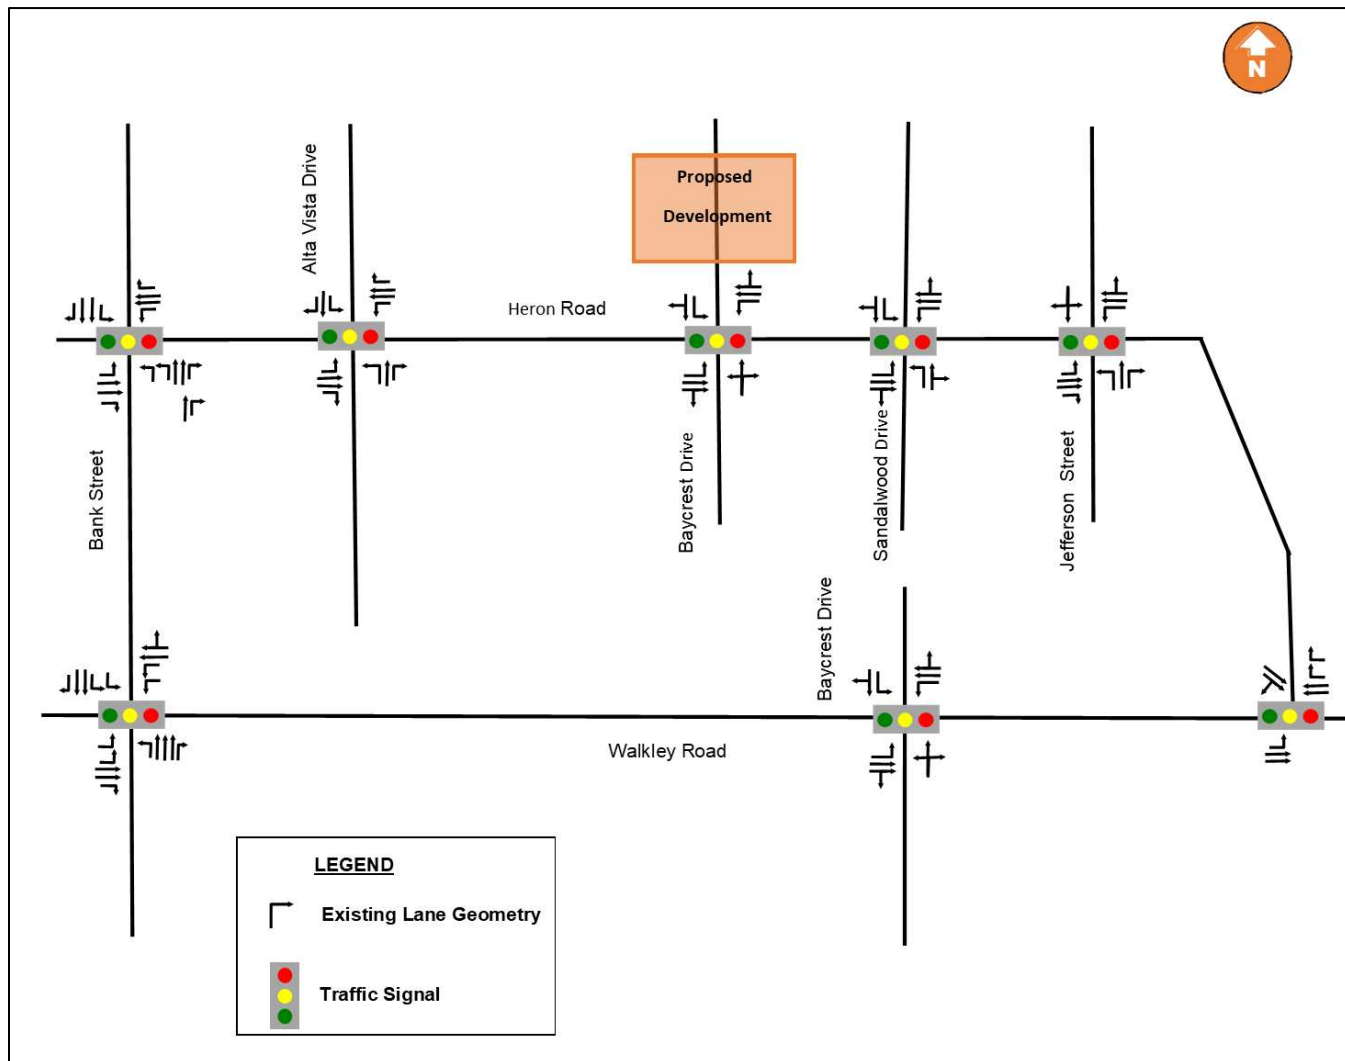 N
Alta Vista Drive
Proposed
Development
Heron Road
Bank Street
Baycrest Drive
Sandalwood Drive
Jefferson Street
Baycrest Drive
Walkley Road
LEGEND
Existing Lane Geometry
Traffic Signal